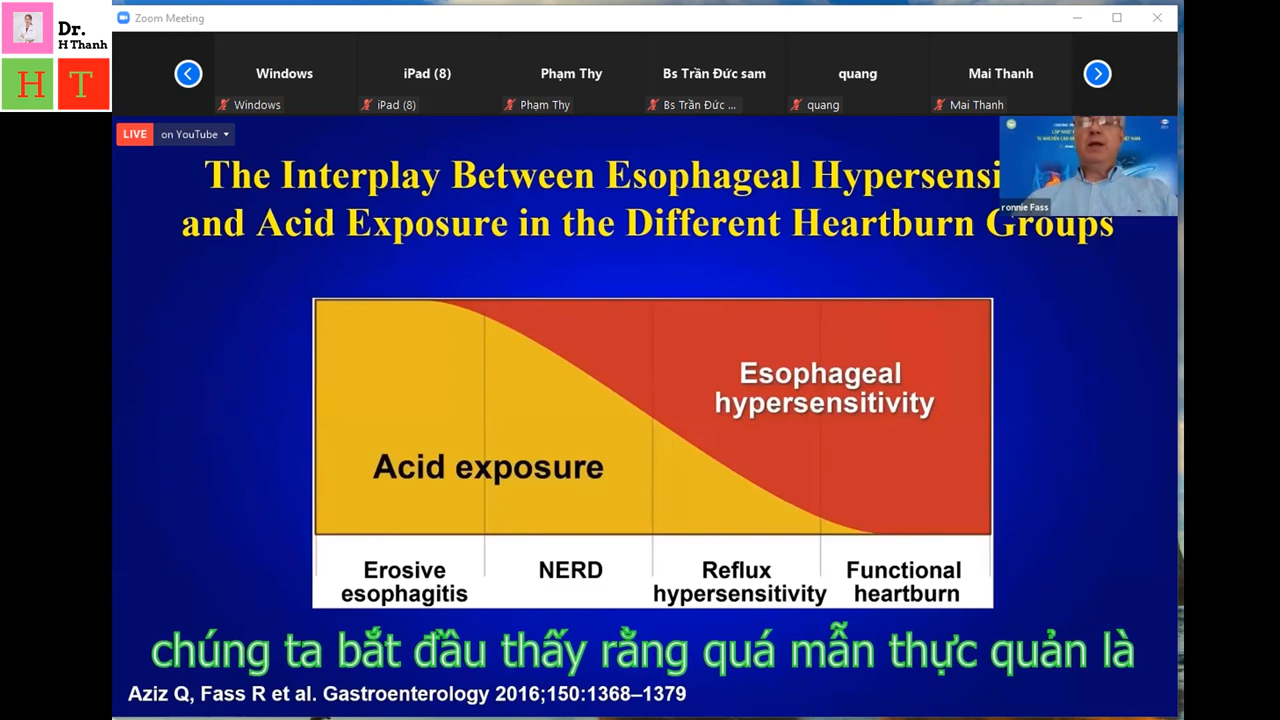 Dr.
H Thanh
H T
Zoom Meeting
Windows iPad (8) Phạm Thy Bs Trần Đức sam quang Mai Thanh
Windows iPad (8) Phạm Thy Bs Trần Đức ... quang Mai Thanh
LIVE on YouTube
ronnie Fass
The Interplay Between Esophageal Hypersensi
and Acid Exposure in the Different Heartburn Groups
Esophageal
hypersensitivity
Acid exposure
Erosive
esophagitis
NERD
Reflux
hypersensitivity
Functional
heartburn
chúng ta bắt đầu thấy rằng quá mẫn thực quản là
Aziz Q, Fass R et al. Gastroenterology 2016;150:1368–1379